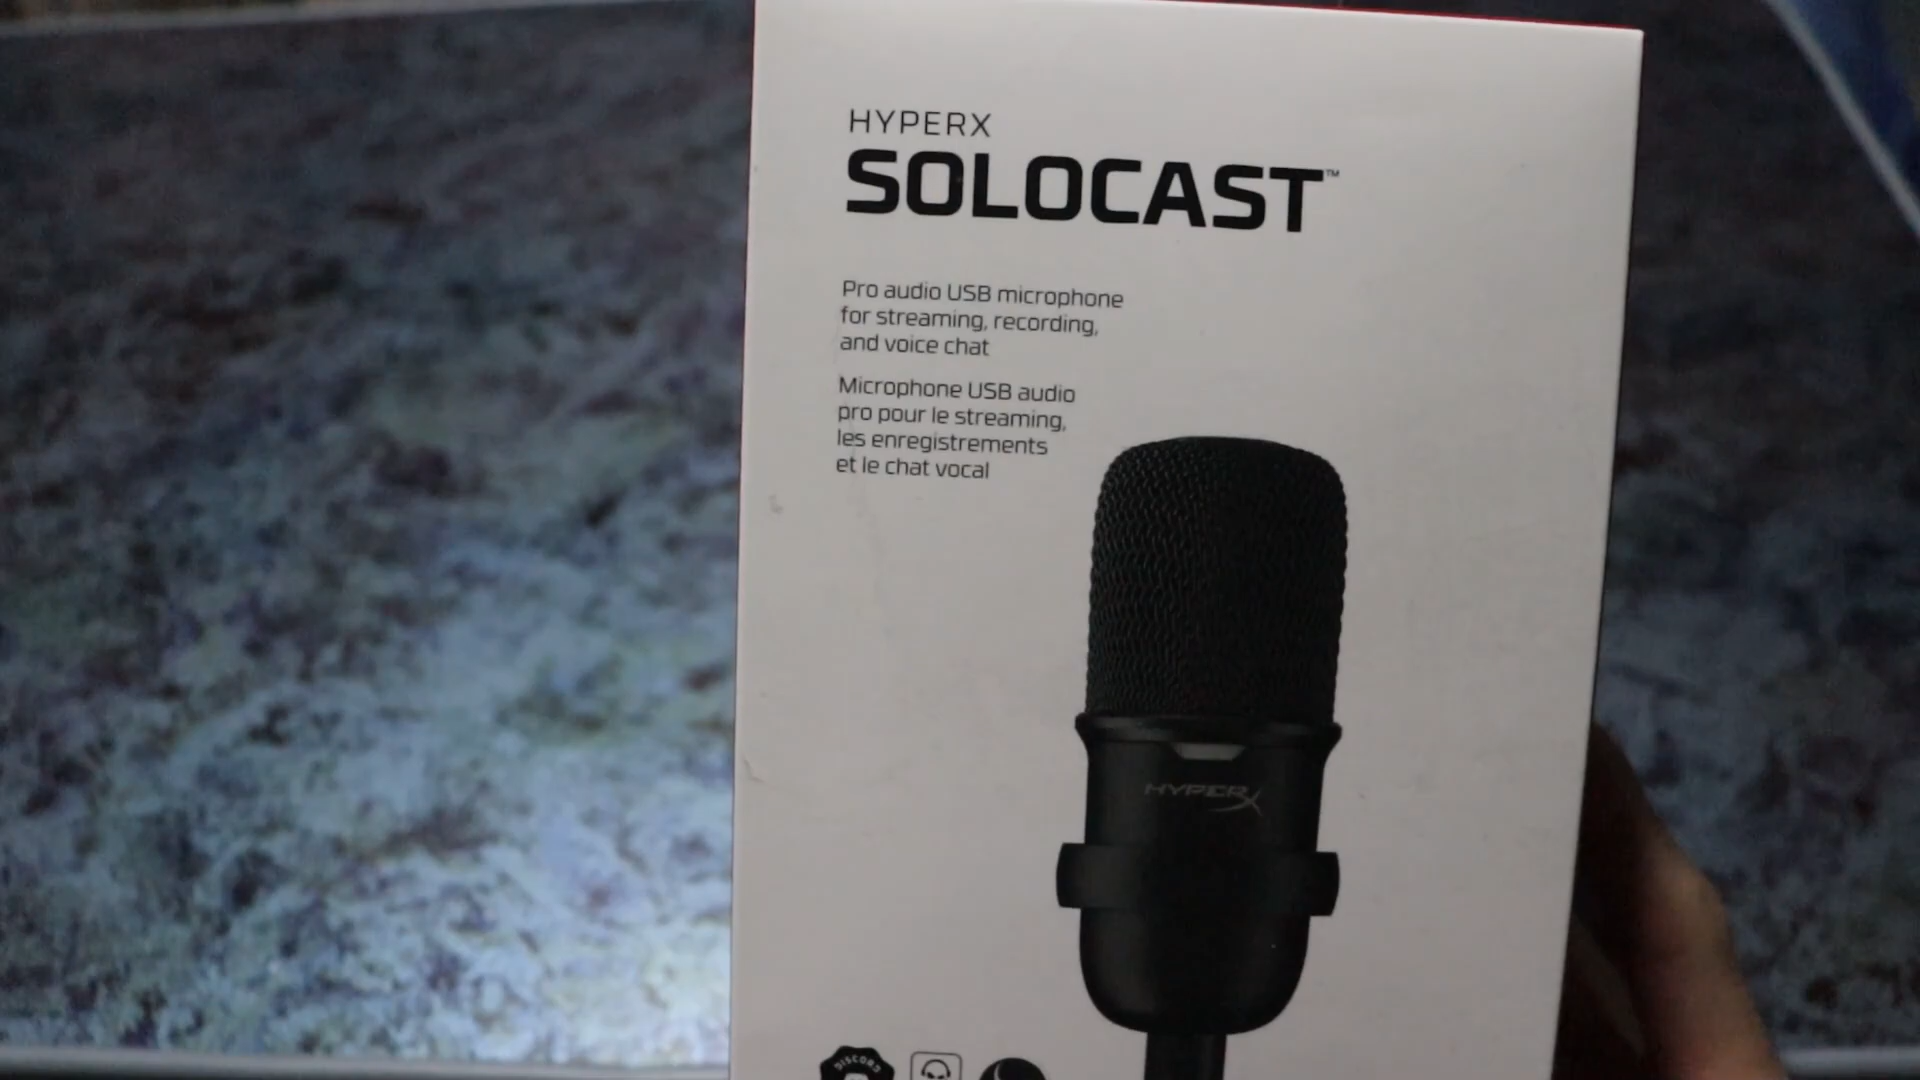 HYPERX
SOLOCAST™
Pro audio USB microphone
for streaming, recording,
and voice chat
Microphone USB audio
pro pour le streaming,
les enregistrements
et le chat vocal
HYPERX
DISCORD